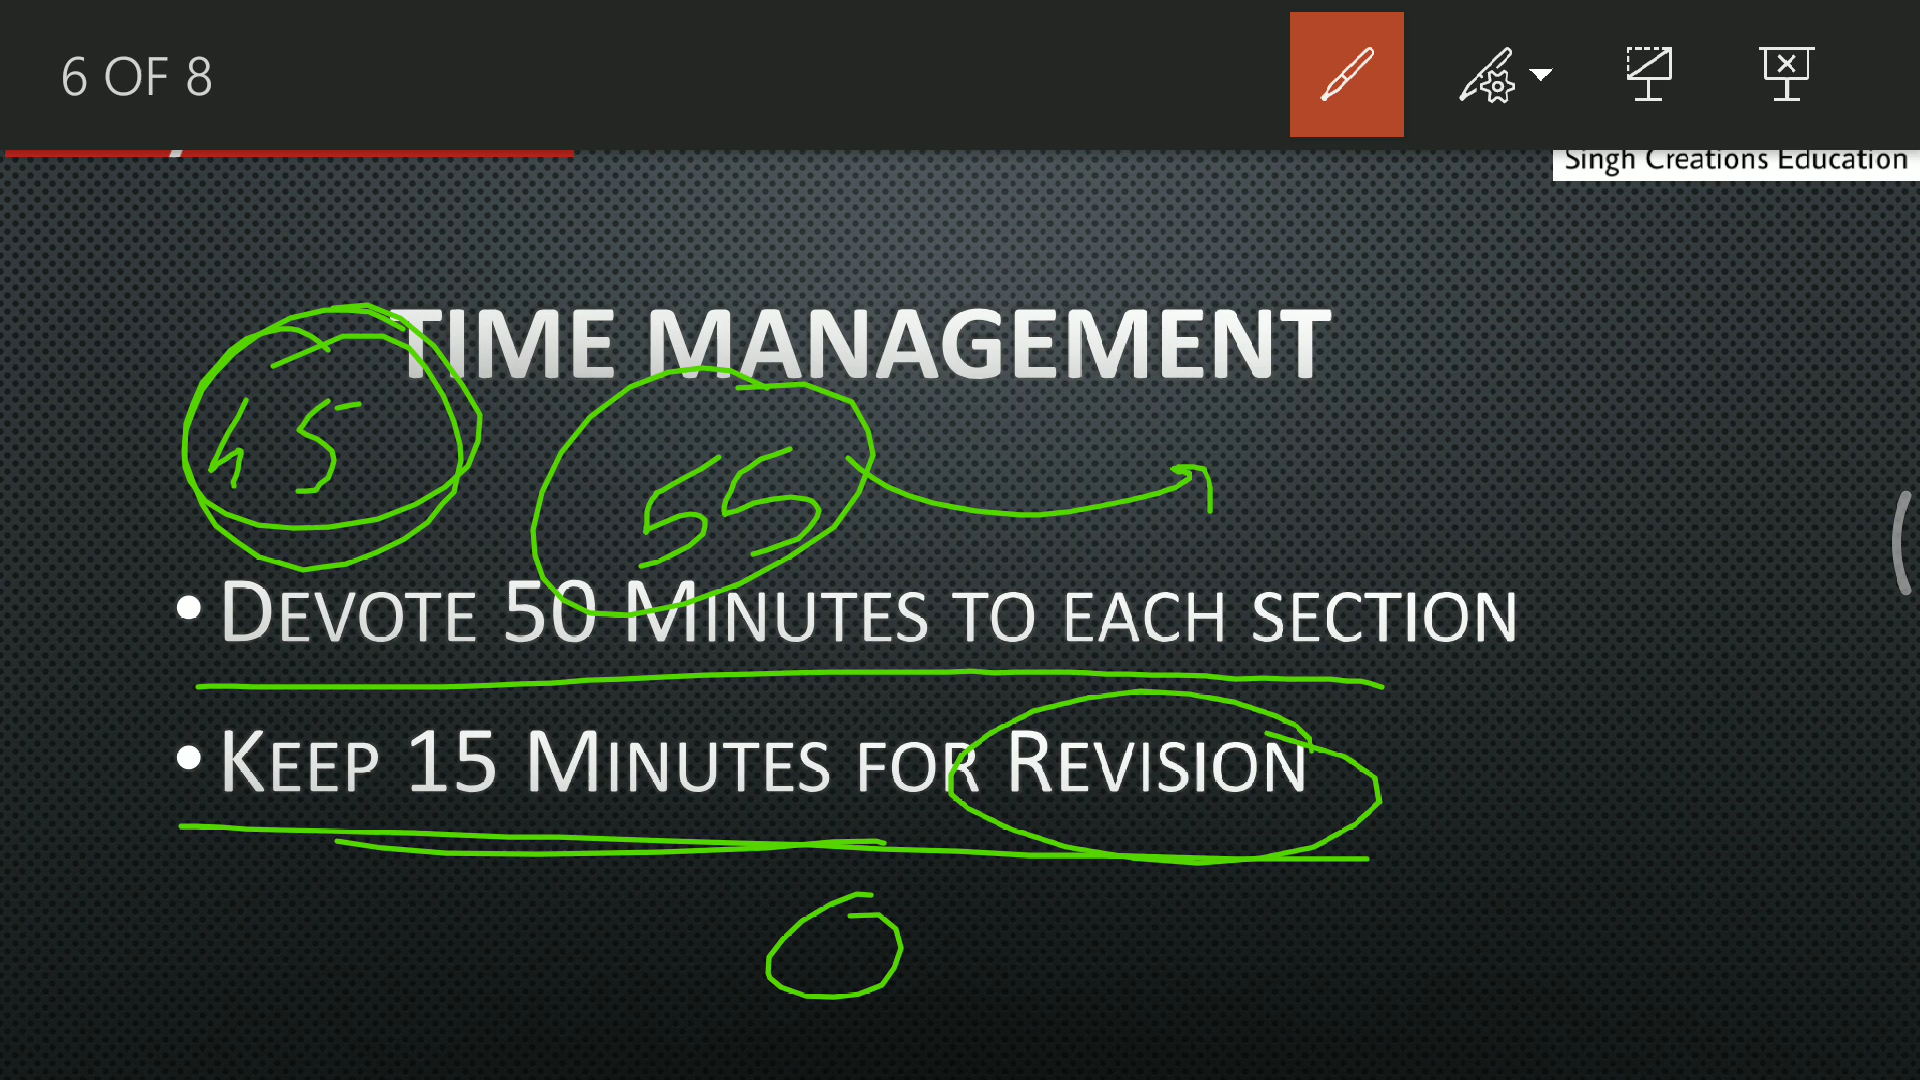 6 OF 8
Singh Creations Education
TIME MANAGEMENT
15
55
• DEVOTE 50 MINUTES TO EACH SECTION
• KEEP 15 MINUTES FOR REVISION